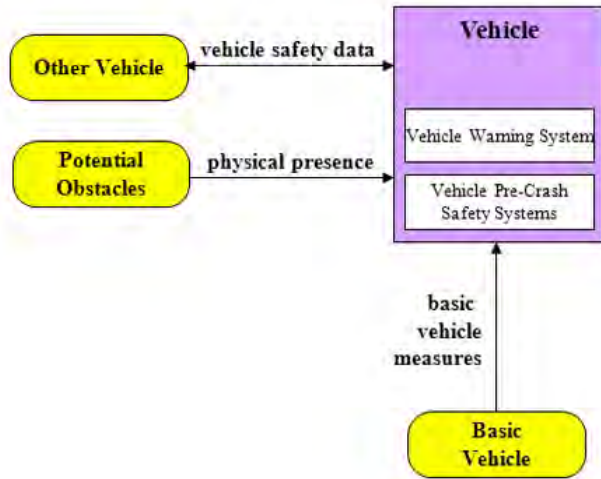 Vehicle
vehicle safety data
Other Vehicle
Vehicle Warning System
Potential
Obstacles
physical presence
Vehicle Pre-Crash
Safety Systems
basic
vehicle
measures
Basic
Vehicle